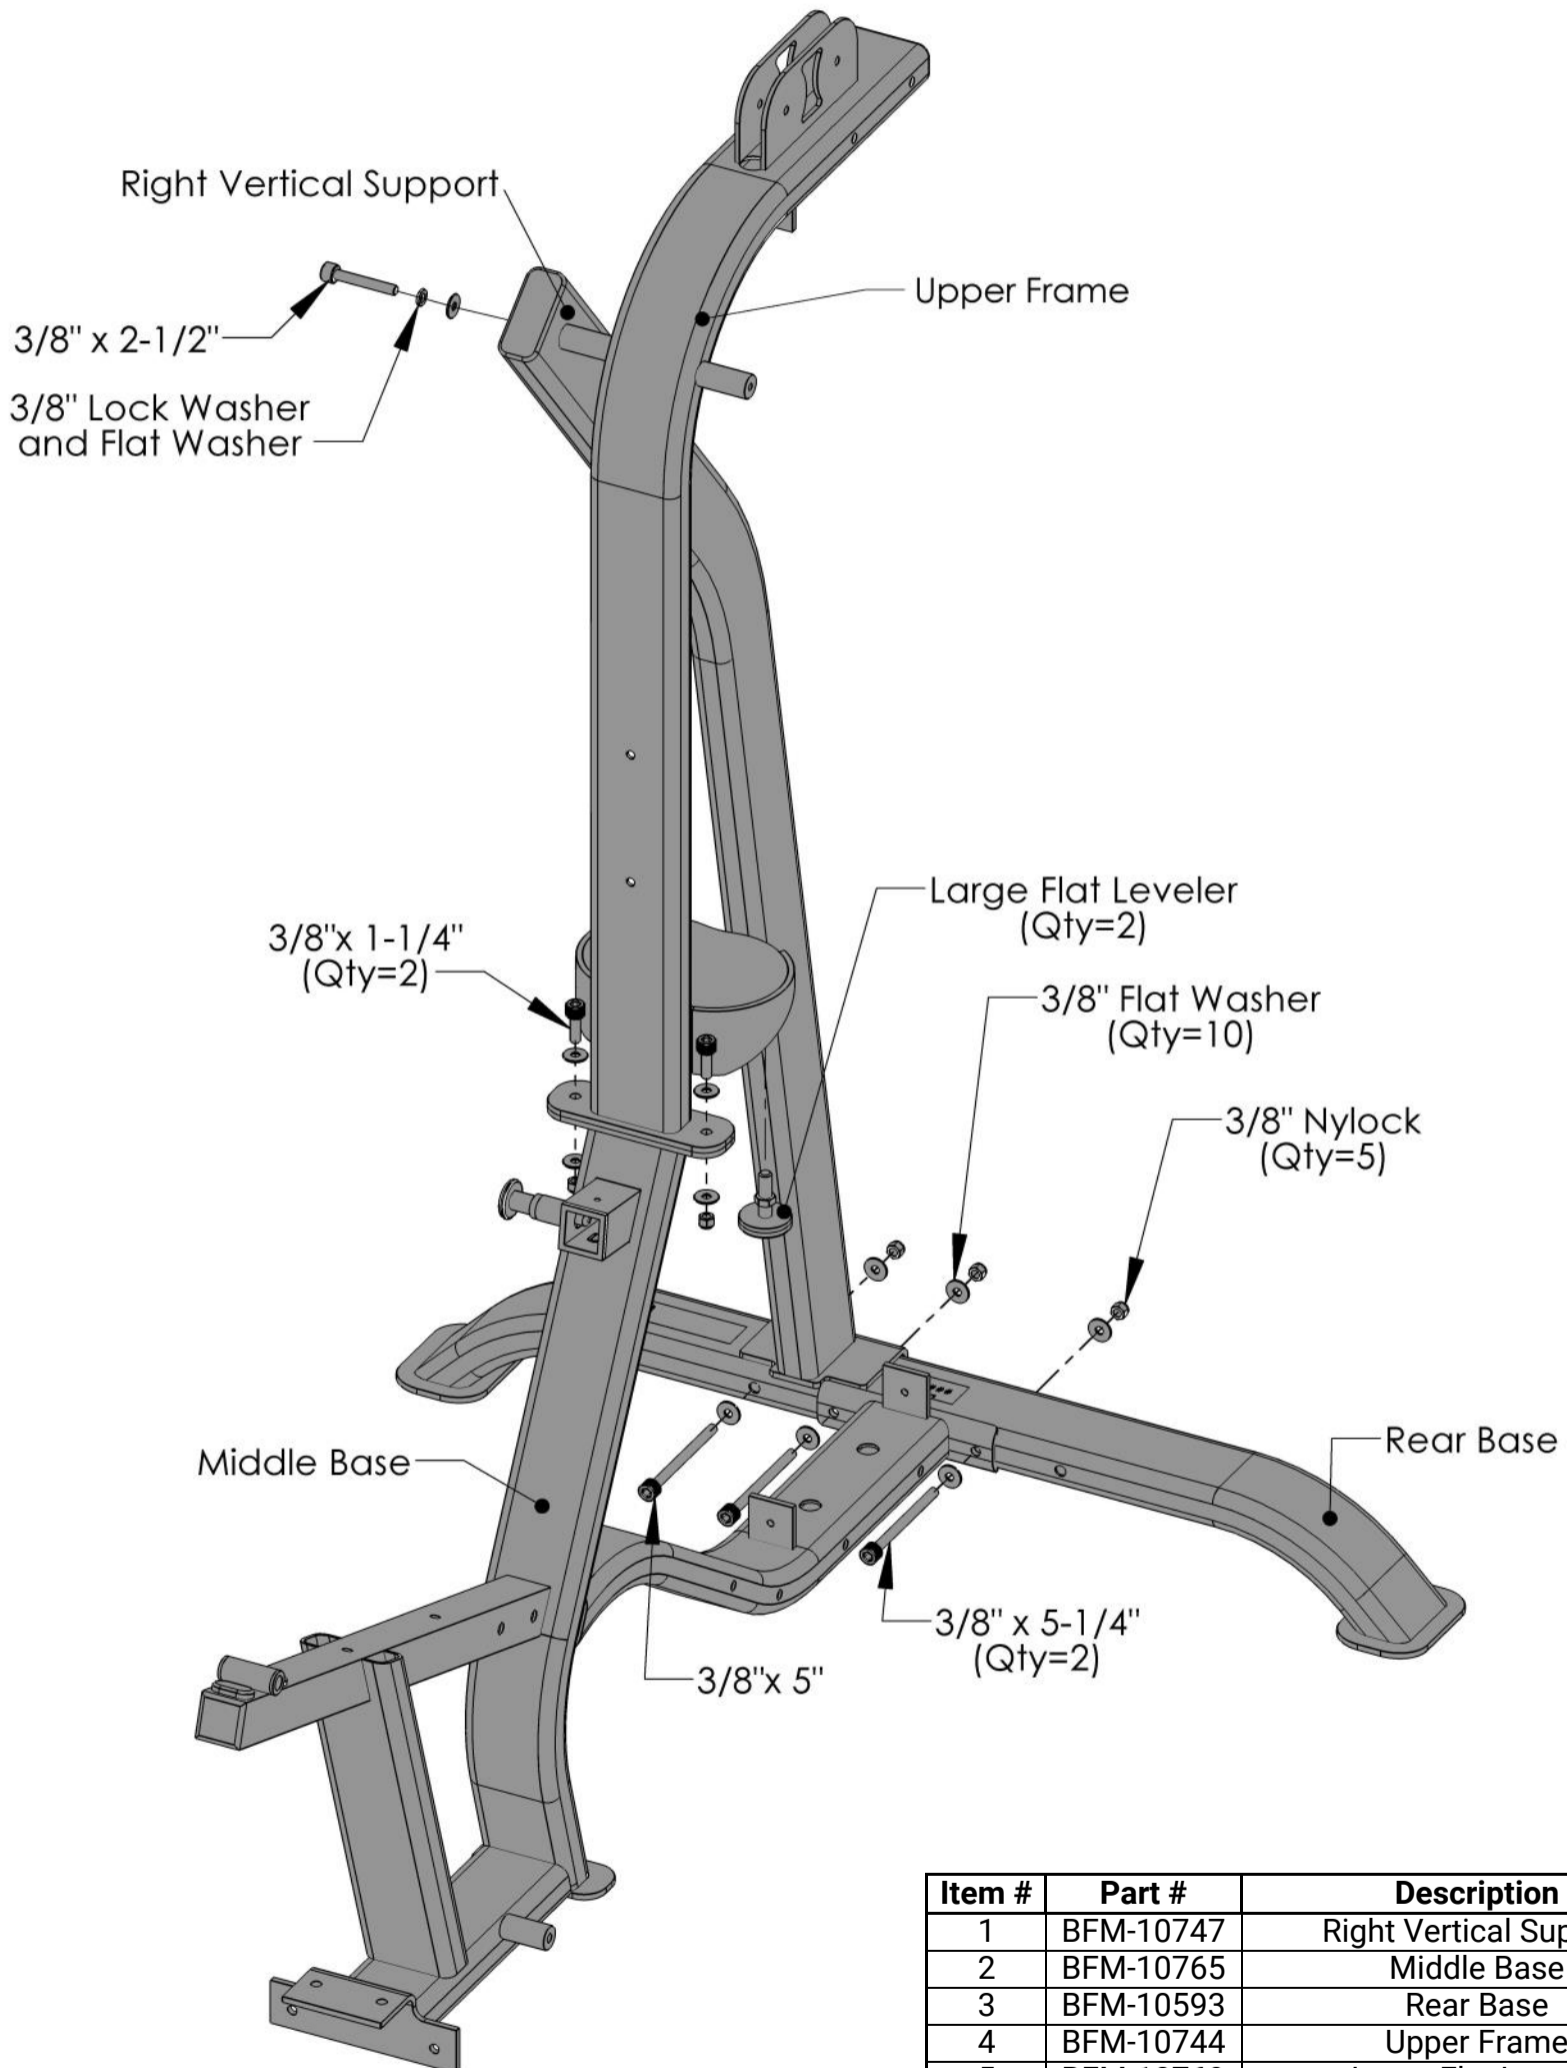 Right Vertical Support
Upper Frame
3/8" x 2-1/2"
3/8" Lock Washer
and Flat Washer
Large Flat Leveler
(Qty=2)
3/8"x 1-1/4"
(Qty=2)
3/8" Flat Washer
(Qty=10)
3/8" Nylock
(Qty=5)
Rear Base
Middle Base
3/8" x 5-1/4"
(Qty=2)
3/8"x 5"
Item # Part # Description
1 BFM-10747 Right Vertical Sup
2 BFM-10765 Middle Base
3 BFM-10593 Rear Base
4 BFM-10744 Upper Frame